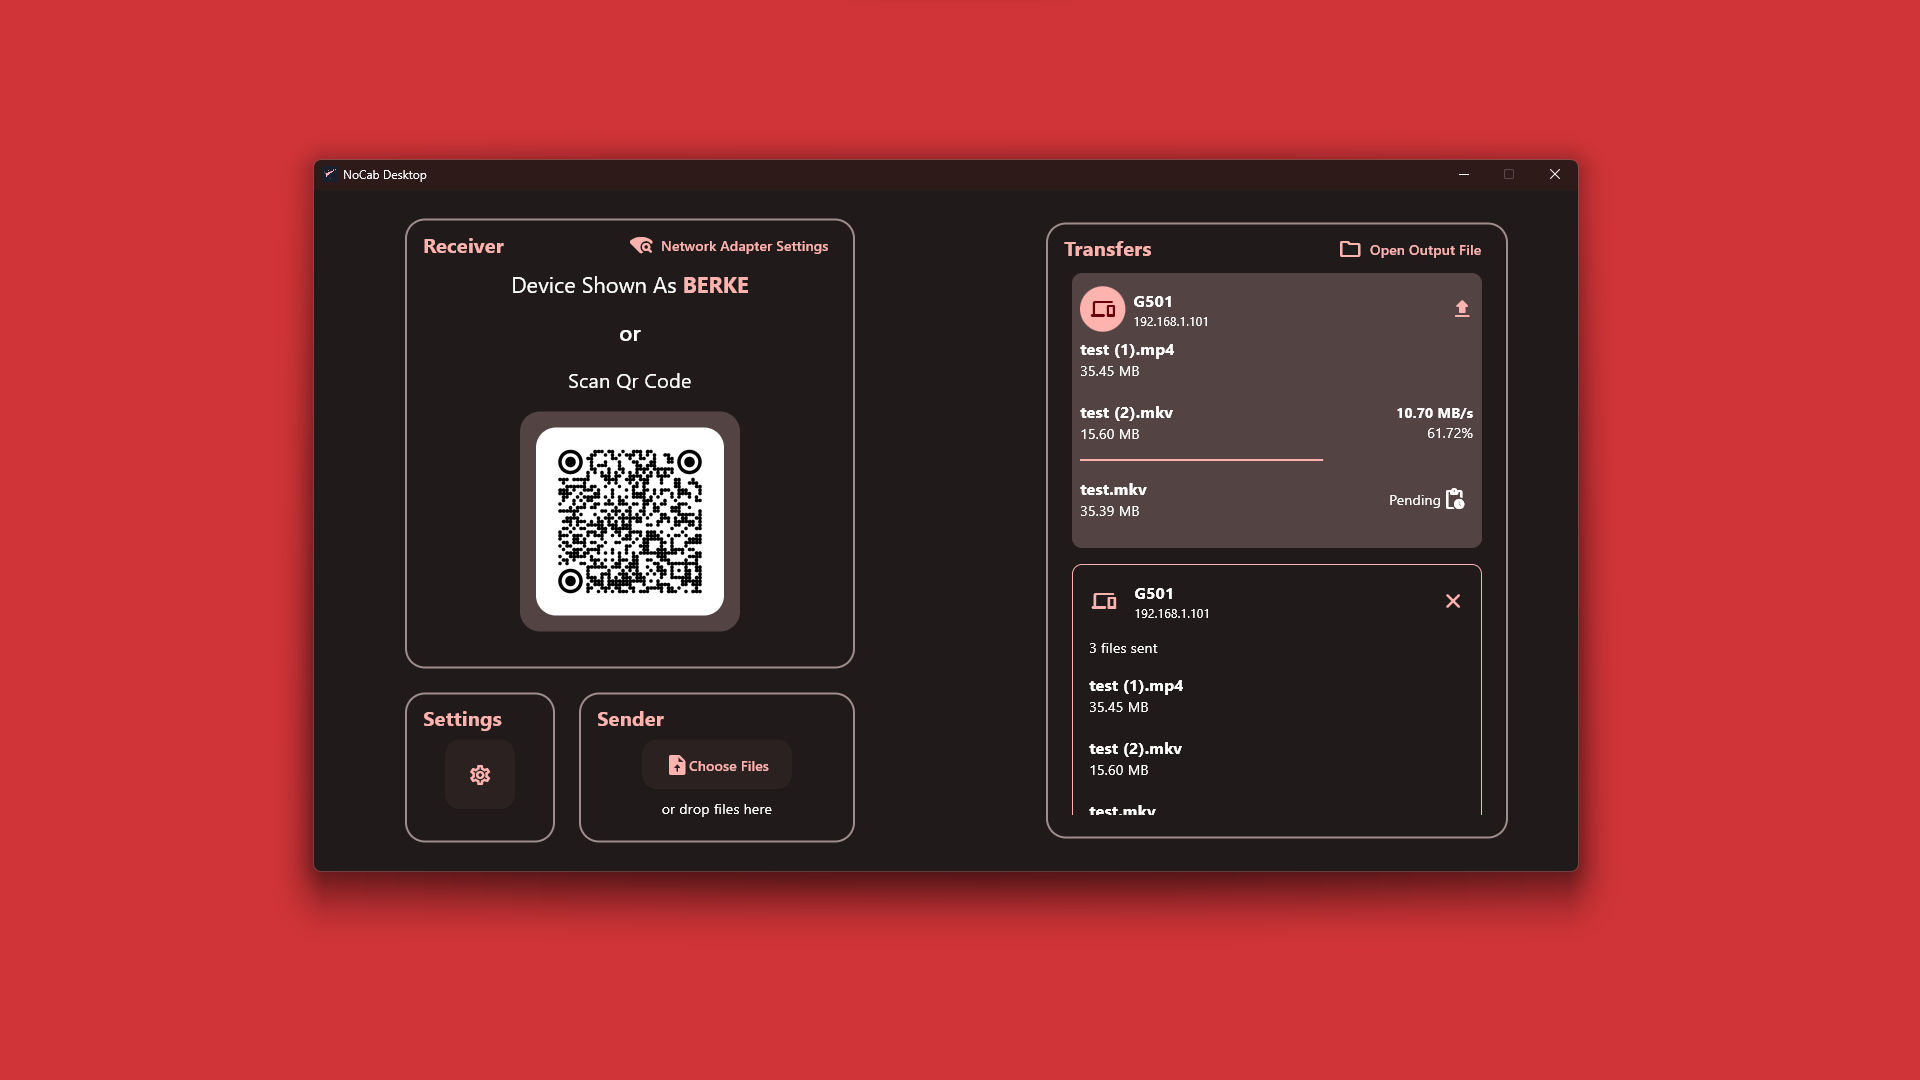 NoCab Desktop
Receiver
Network Adapter Settings
Device Shown As BERKE
or
Scan Qr Code
Settings
Sender
Choose Files
or drop files here
Transfers
Open Output File
G501
192.168.1.101
test (1).mp4
35.45 MB
test (2).mkv
10.70 MB/s
15.60 MB
61.72%
test.mkv
Pending
35.39 MB
G501
192.168.1.101
3 files sent
test (1).mp4
35.45 MB
test (2).mkv
15.60 MB
test.mkv